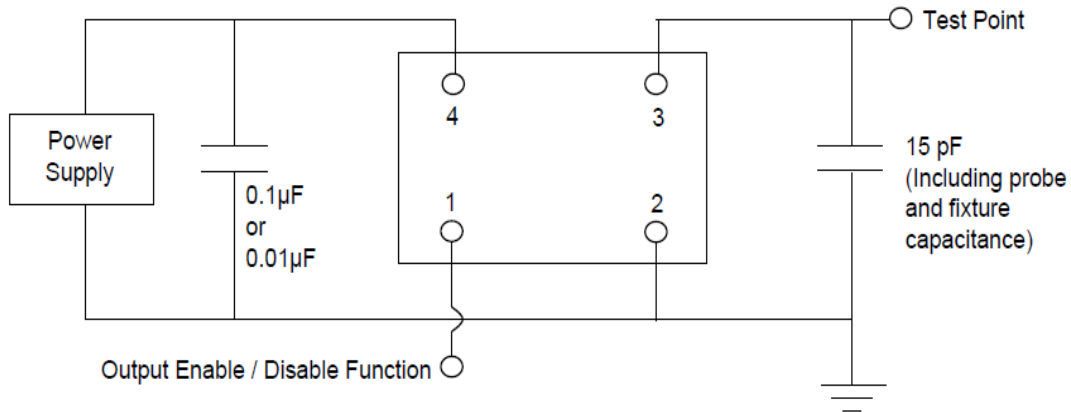 Test Point
Power
Supply
4
3
0.1µF
or
0.01µF
1
2
15 pF
(Including probe
and fixture
capacitance)
Output Enable / Disable Function